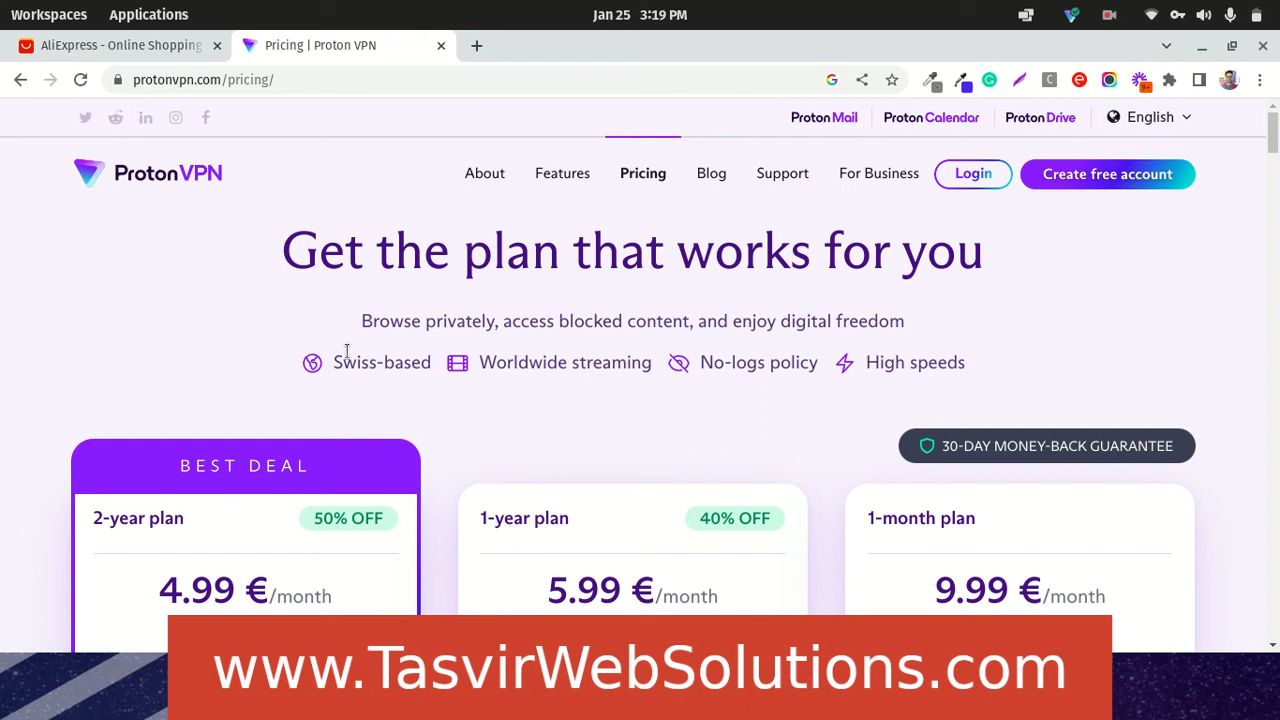 Workspaces Applications Jan 25 3:19 PM
AliExpress - Online Shopping Pricing | Proton VPN
protonvpn.com/pricing/
9+
Proton Mail Proton Calendar Proton Drive English
Proton VPN About Features Pricing Blog Support For Business Login Create free account
Get the plan that works for you
Browse privately, access blocked content, and enjoy digital freedom
Swiss-based Worldwide streaming No-logs policy High speeds
30-DAY MONEY-BACK GUARANTEE
BEST DEAL
2-year plan 50% OFF 1-year plan 40% OFF 1-month plan
4.99 €/month 5.99 €/month 9.99 €/month
www.TasvirWebSolutions.com